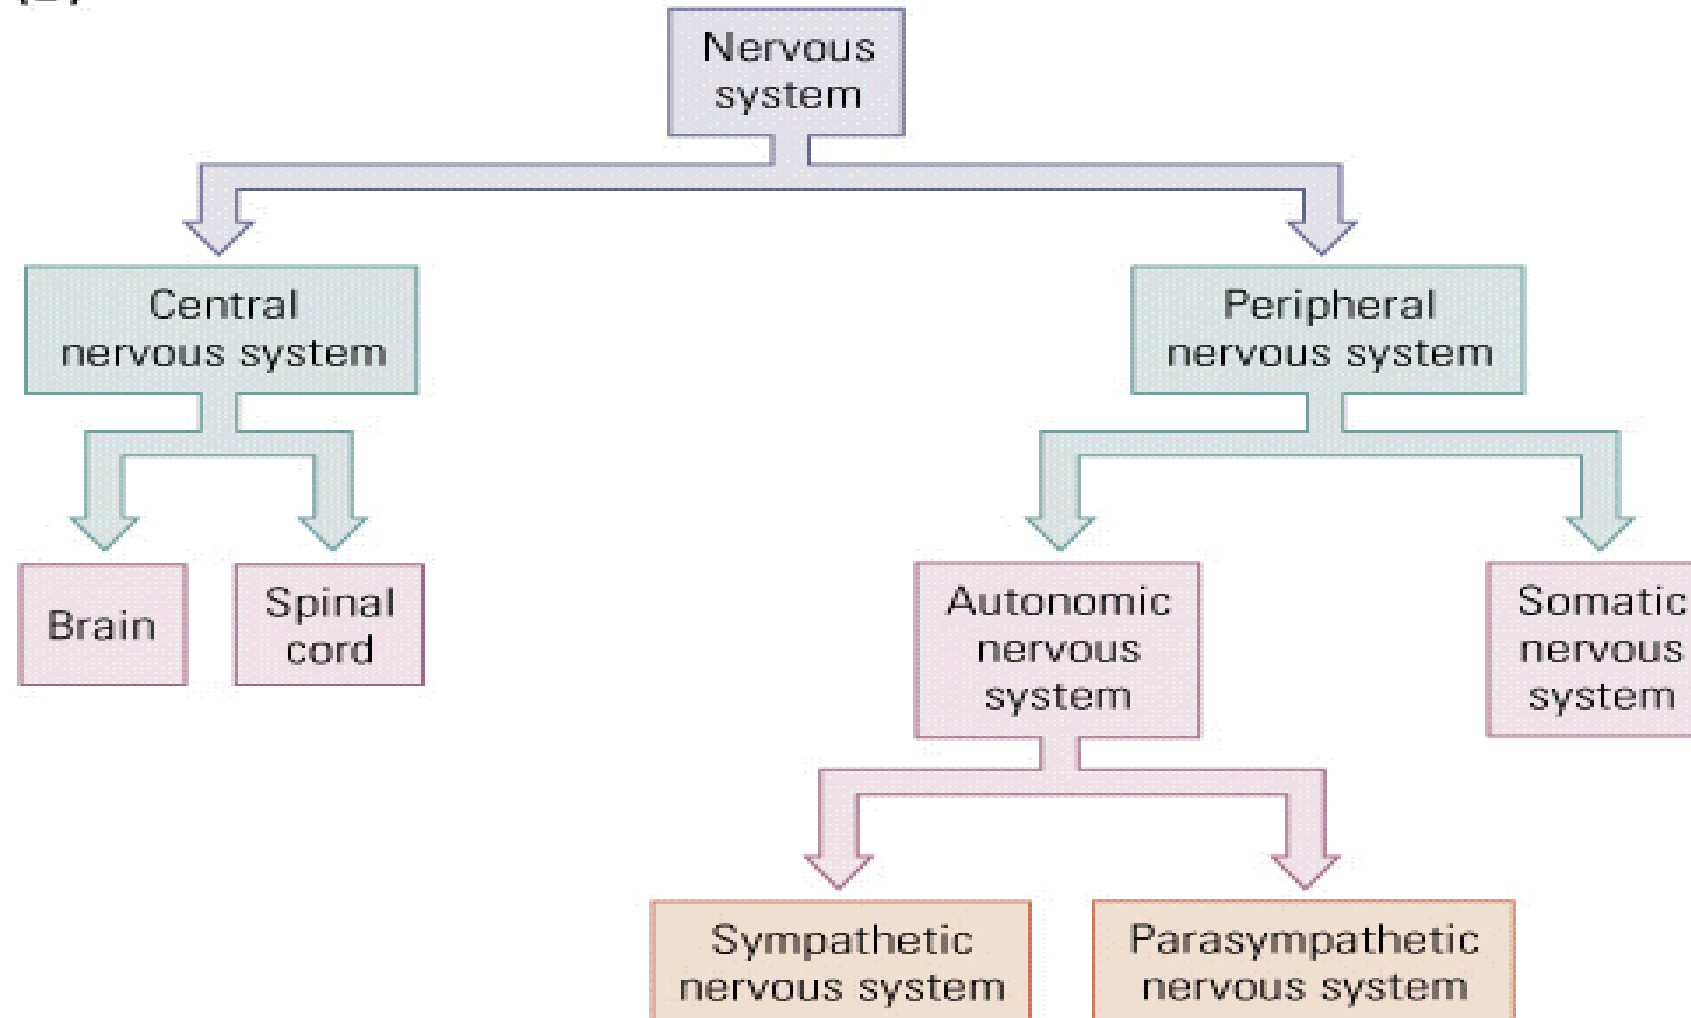 Nervous
system
Central
nervous system
Peripheral
nervous system
Brain
Spinal
cord
Autonomic
nervous
system
Somatic
nervous
system
Sympathetic
nervous system
Parasympathetic
nervous system